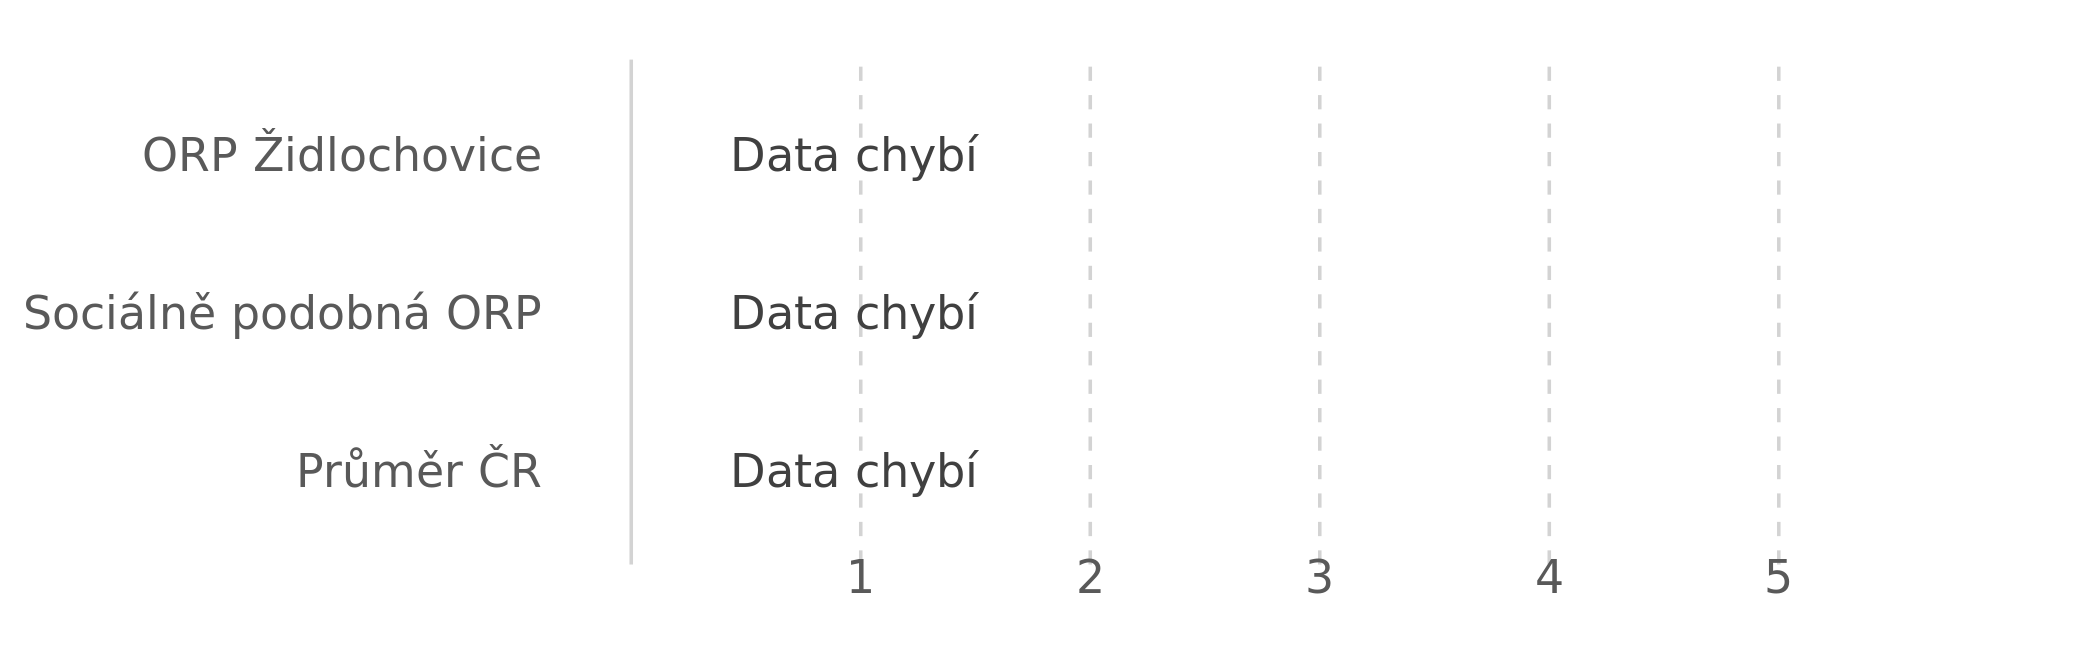 ORP Židlochovice Data chybí
Sociálně podobná ORP Data chybí
Průměr ČR Data chybí
1 2 3 4 5